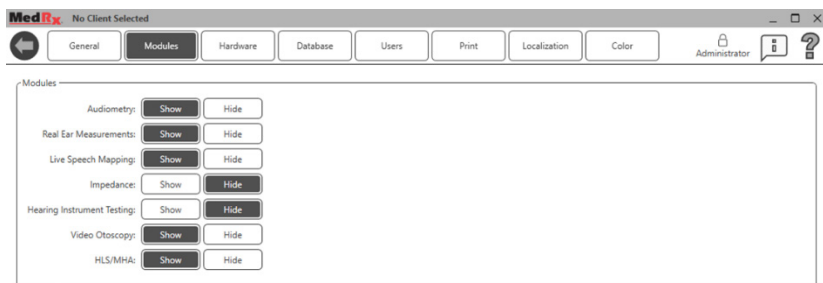 MedRx No Client Selected
General Modules Hardware Database Users Print Localization Color Administrator
Modules
Audiometry: Show Hide
Real Ear Measurements: Show Hide
Live Speech Mapping: Show Hide
Impedance: Show Hide
Hearing Instrument Testing: Show Hide
Video Otoscopy: Show Hide
HLS/MHA: Show Hide